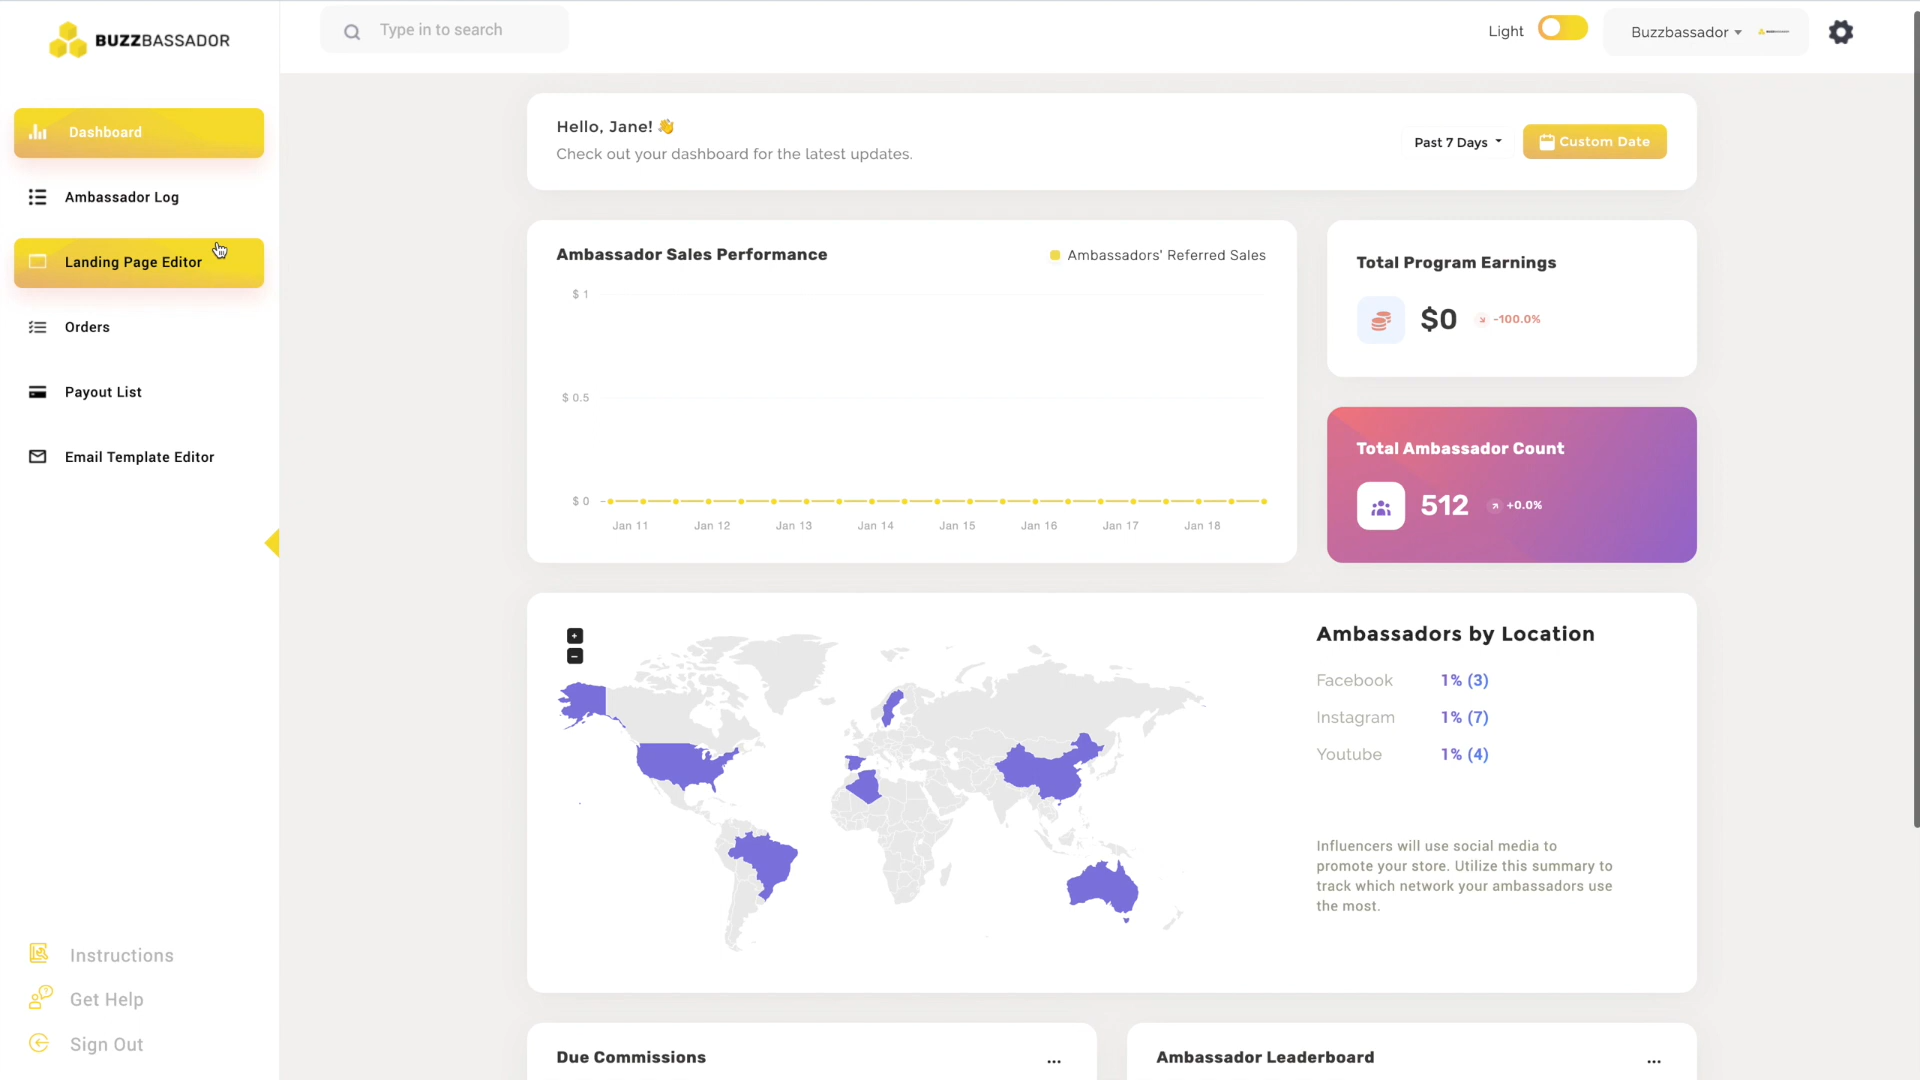 BUZZBASSADOR
Type in to search
Light
Buzzbassador
Dashboard
Ambassador Log
Landing Page Editor
Orders
Payout List
Email Template Editor
Instructions
Get Help
Sign Out
Hello, Jane! 👋
Check out your dashboard for the latest updates.
Past 7 Days
Custom Date
Ambassador Sales Performance
Ambassadors' Referred Sales
$ 1
$ 0.5
$ 0
Jan 11 Jan 12 Jan 13 Jan 14 Jan 15 Jan 16 Jan 17 Jan 18
Total Program Earnings
$0 -100.0%
Total Ambassador Count
512 +0.0%
+
−
Ambassadors by Location
Facebook 1% (3)
Instagram 1% (7)
Youtube 1% (4)
Influencers will use social media to
promote your store. Utilize this summary to
track which network your ambassadors use
the most.
Due Commissions
...
Ambassador Leaderboard
...